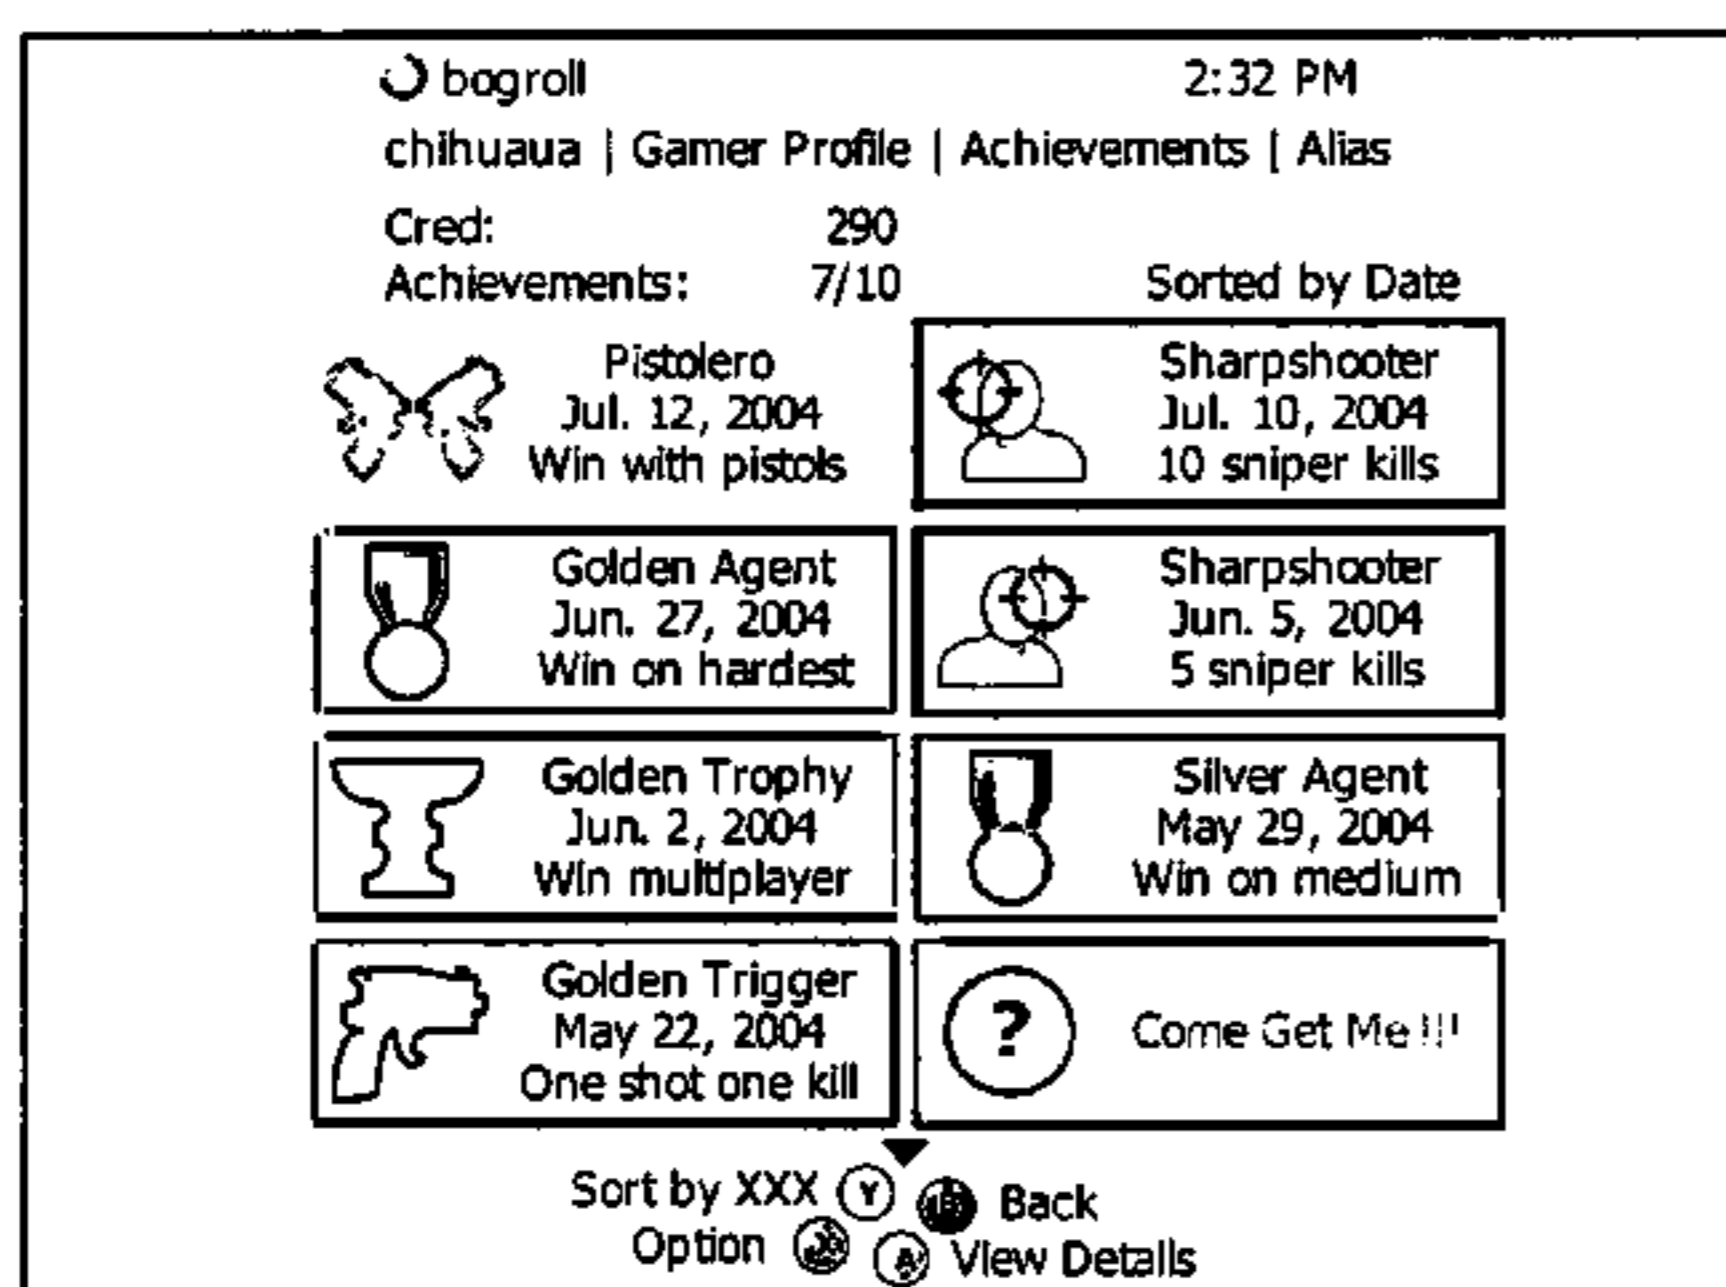 bogroll 2:32 PM
chihuaua | Gamer Profile | Achievements | Alias
Cred: 290
Achievements: 7/10 Sorted by Date
Pistolero
Jul. 12, 2004
Win with pistols
Sharpshooter
Jul. 10, 2004
10 sniper kills
Golden Agent
Jun. 27, 2004
Win on hardest
Sharpshooter
Jun. 5, 2004
5 sniper kills
Golden Trophy
Jun. 2, 2004
Win multiplayer
Silver Agent
May 29, 2004
Win on medium
Golden Trigger
May 22, 2004
One shot one kill
?
Come Get Me !!!
Sort by XXX Y B Back
Option X A View Details